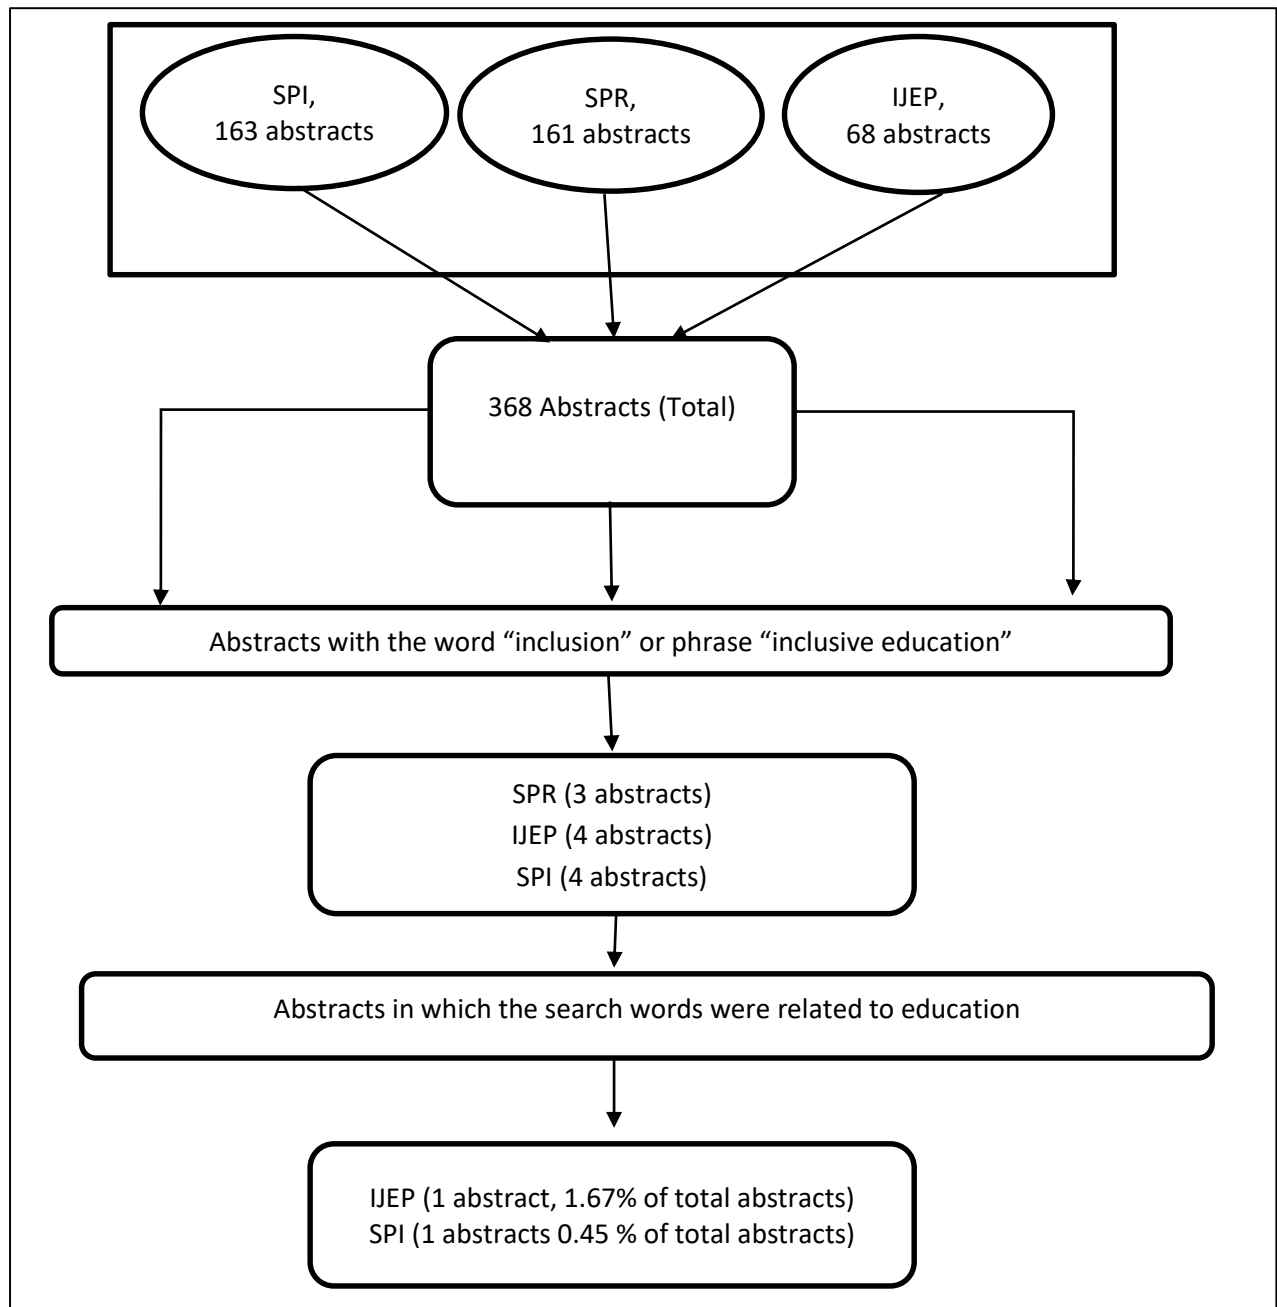 SPI,
163 abstracts
SPR,
161 abstracts
IJEP,
68 abstracts
368 Abstracts (Total)
Abstracts with the word “inclusion” or phrase “inclusive education”
SPR (3 abstracts)
IJEP (4 abstracts)
SPI (4 abstracts)
Abstracts in which the search words were related to education
IJEP (1 abstract, 1.67% of total abstracts)
SPI (1 abstracts 0.45 % of total abstracts)